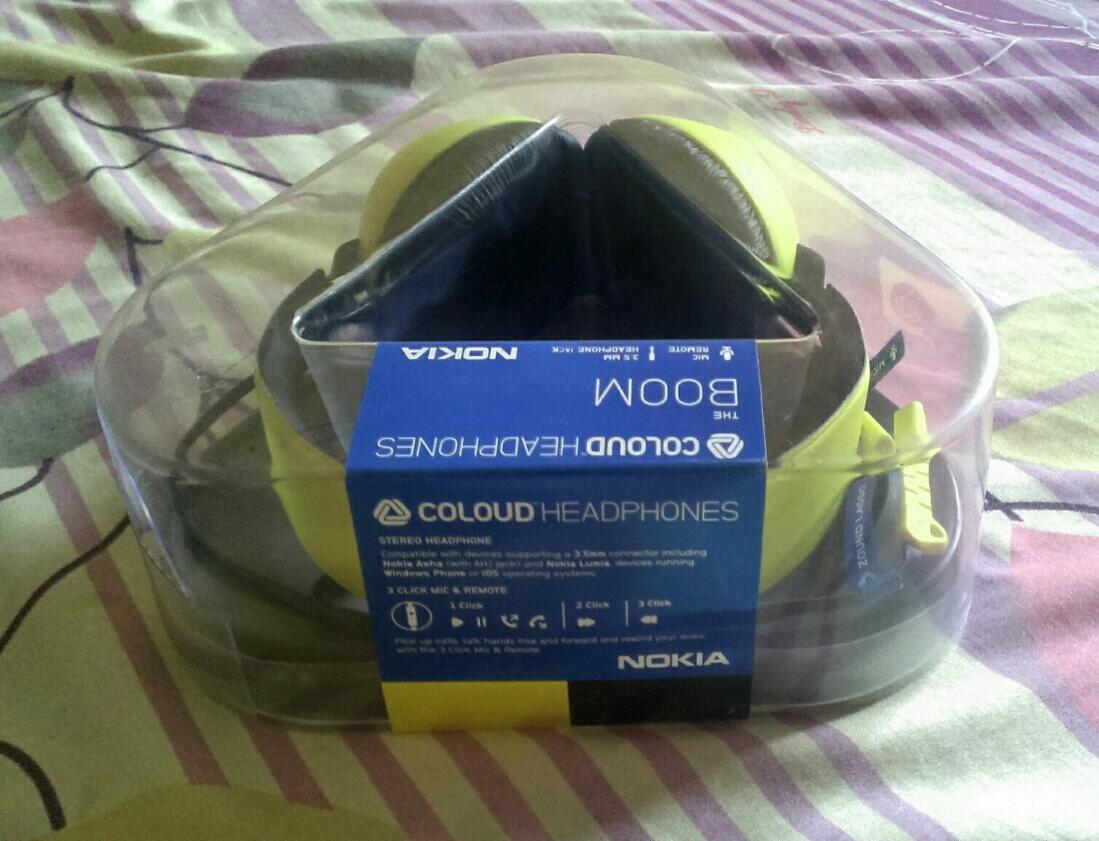 NOKIA
3.5 MM
HEADPHONE JACK
MIC
REMOTE
THE
BOOM
COLOUD HEADPHONES
COLOUD HEADPHONES
STEREO HEADPHONE
Compatible with devices supporting a 3.5mm connector including
Nokia Asha (with AHJ jack) and Nokia Lumia, devices running
Windows Phone or iOS operating systems.
3 CLICK MIC & REMOTE
1 Click 2 Click 3 Click
Pick up calls, talk hands free and forward and rewind your music
with the 3 Click Mic & Remote.
NOKIA
ZOUND LASSO
MIC